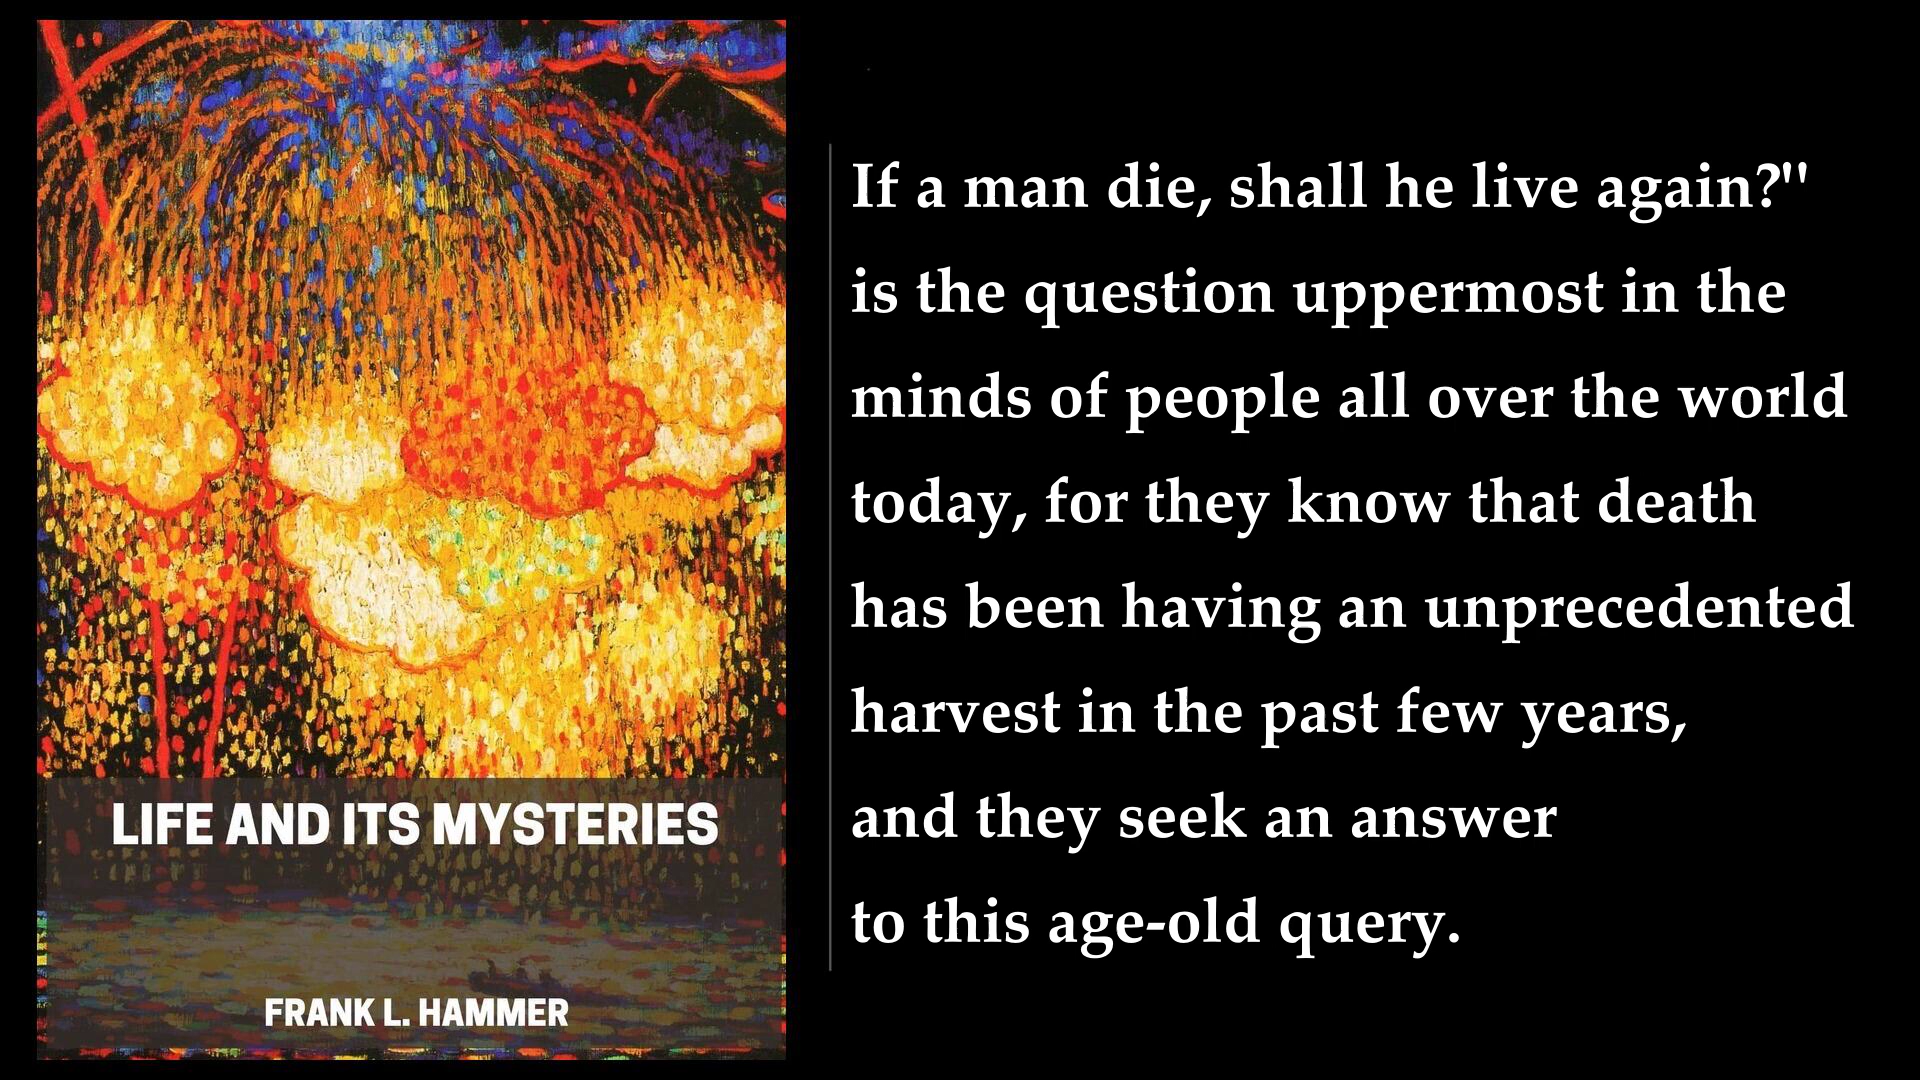 LIFE AND ITS MYSTERIES
FRANK L. HAMMER
If a man die, shall he live again?"
is the question uppermost in the
minds of people all over the world
today, for they know that death
has been having an unprecedented
harvest in the past few years,
and they seek an answer
to this age-old query.